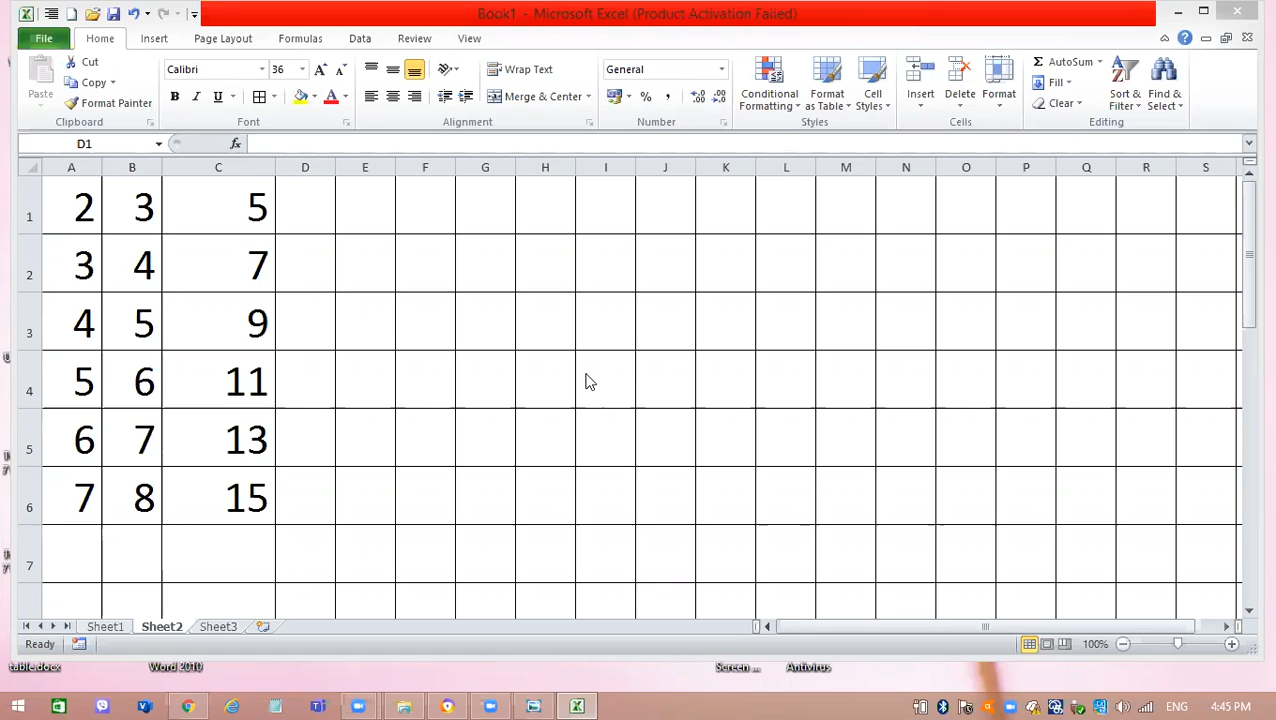 Book1 - Microsoft Excel (Product Activation Failed)
File Home Insert Page Layout Formulas Data Review View
Paste
Cut
Copy
Format Painter
Clipboard
Calibri 36
B I U
Font
Wrap Text
Merge & Center
Alignment
General
Number
Conditional Formatting
Format as Table
Cell Styles
Styles
Insert Delete Format
Cells
AutoSum
Fill
Clear
Sort & Filter
Find & Select
Editing
D1 fx
A B C D E F G H I J K L M N O P Q R S
1 2 3 5
2 3 4 7
3 4 5 9
4 5 6 11
5 6 7 13
6 7 8 15
7
Sheet1 Sheet2 Sheet3
Ready 100%
table.docx Word 2010 Screen ... Antivirus
ENG 4:45 PM